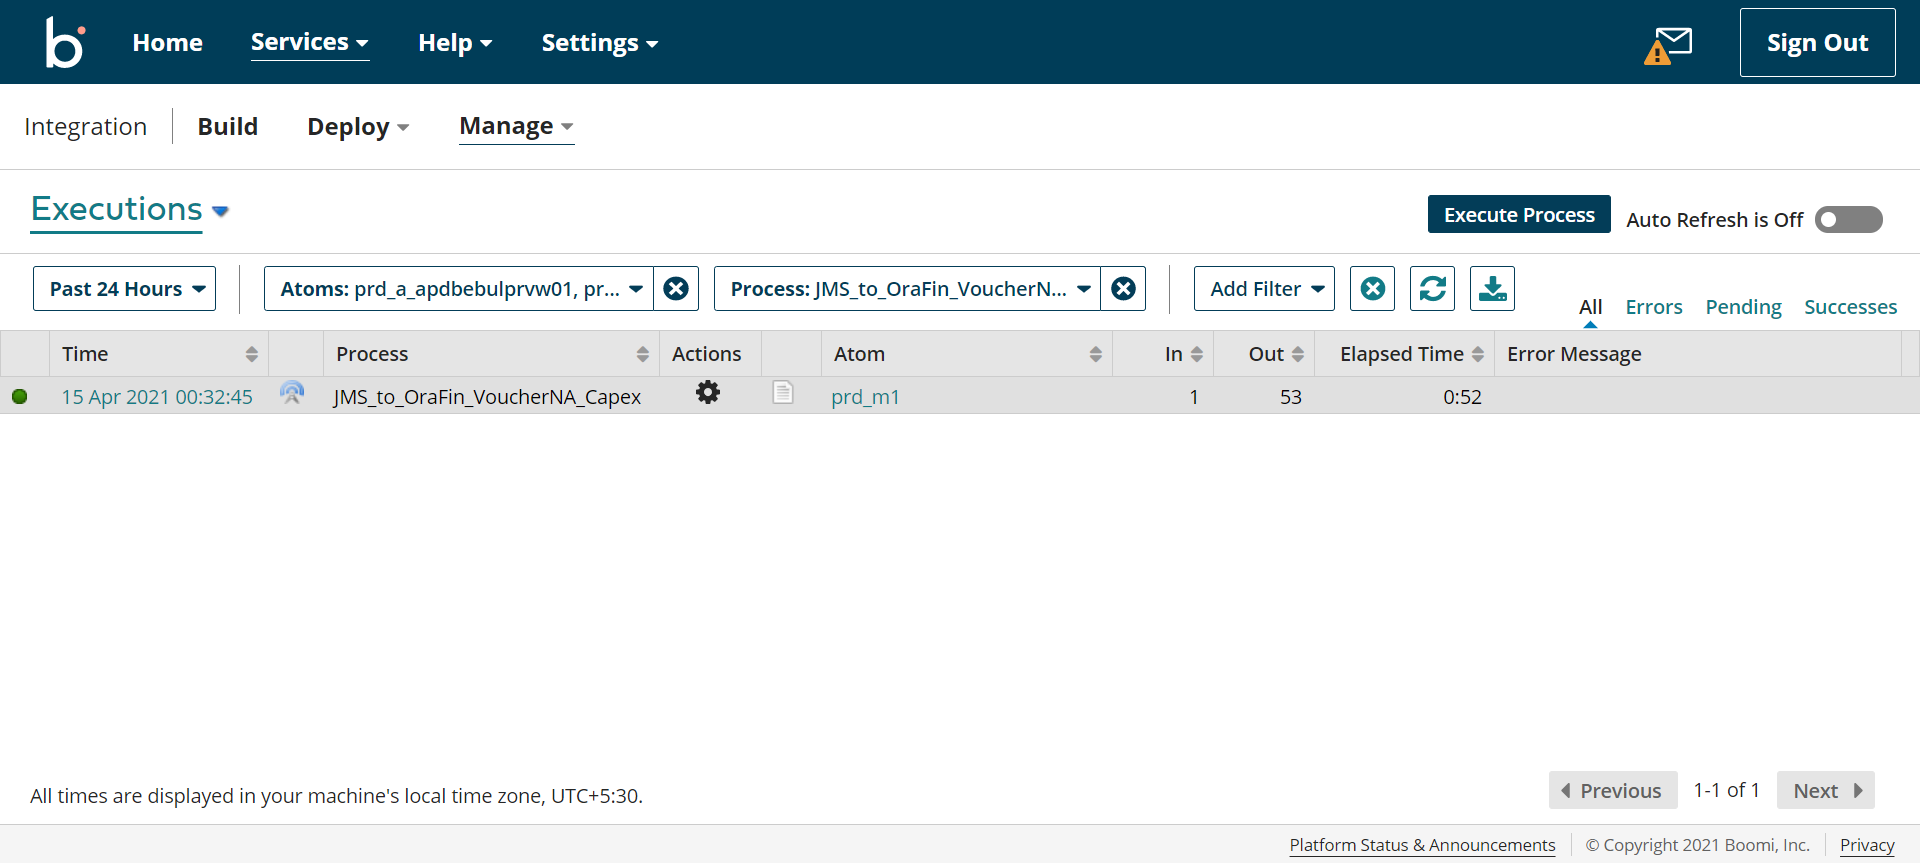 b Home Services Help Settings Sign Out
Integration Build Deploy Manage
Executions Execute Process Auto Refresh is Off
Past 24 Hours Atoms: prd_a_apdbebulprvw01, pr... Process: JMS_to_OraFin_VoucherN... Add Filter All Errors Pending Successes
Time Process Actions Atom In Out Elapsed Time Error Message
15 Apr 2021 00:32:45 JMS_to_OraFin_VoucherNA_Capex prd_m1 1 53 0:52
All times are displayed in your machine's local time zone, UTC+5:30. Previous 1-1 of 1 Next
Platform Status & Announcements © Copyright 2021 Boomi, Inc. Privacy